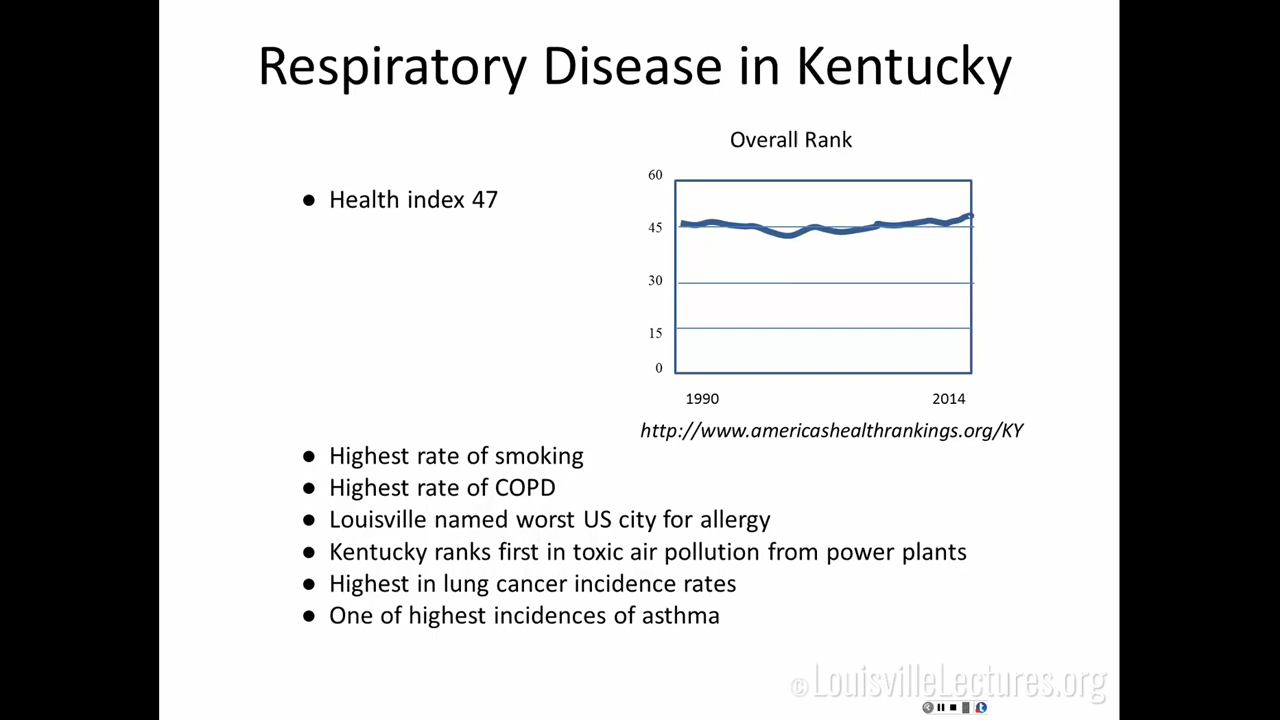 Respiratory Disease in Kentucky
Overall Rank
● Health index 47
60
45
30
15
0
1990 2014
http://www.americashealthrankings.org/KY
● Highest rate of smoking
● Highest rate of COPD
● Louisville named worst US city for allergy
● Kentucky ranks first in toxic air pollution from power plants
● Highest in lung cancer incidence rates
● One of highest incidences of asthma
©LouisvilleLectures.org